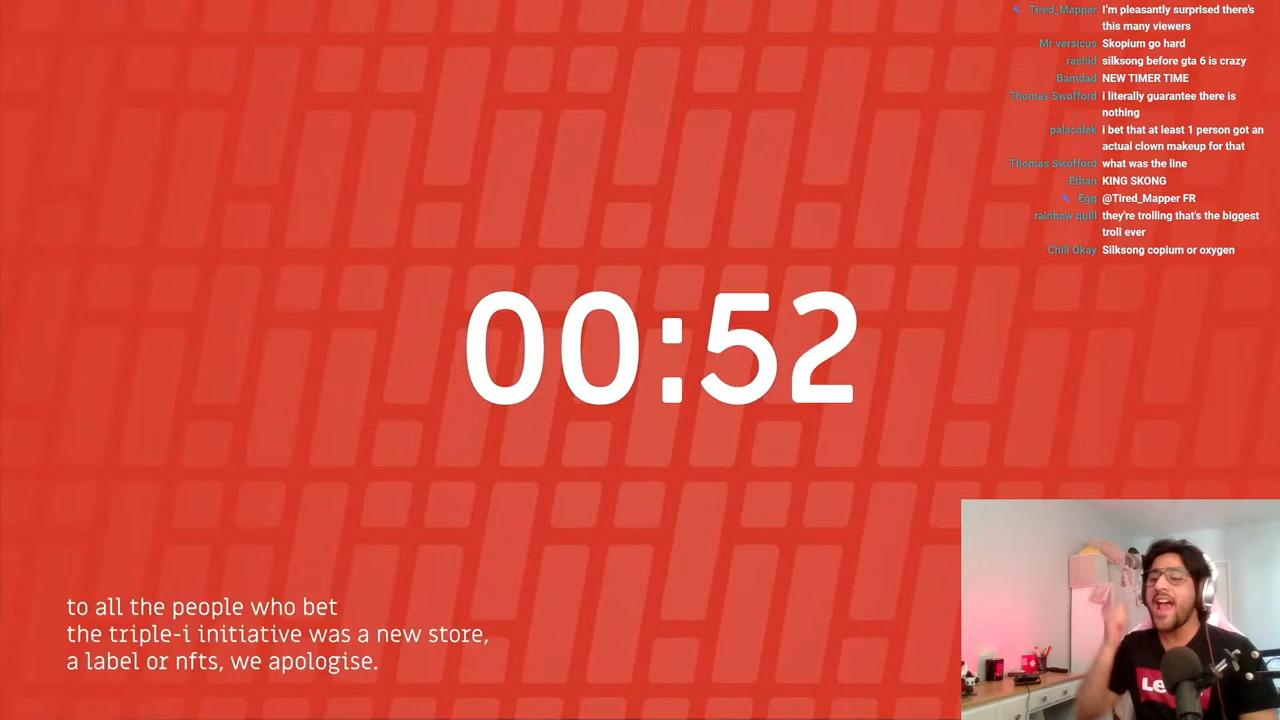 Tired_Mapper I'm pleasantly surprised there's
this many viewers
Mr versicus Skopium go hard
rashid silksong before gta 6 is crazy
Bamdad NEW TIMER TIME
Thomas Swofford i literally guarantee there is
nothing
palacalek i bet that at least 1 person got an
actual clown makeup for that
Thomas Swofford what was the line
Ethan KING SKONG
Egg @Tired_Mapper FR
rainbow quill they're trolling that's the biggest
troll ever
Chill Okay Silksong copium or oxygen
00:52
to all the people who bet
the triple-i initiative was a new store,
a label or nfts, we apologise.